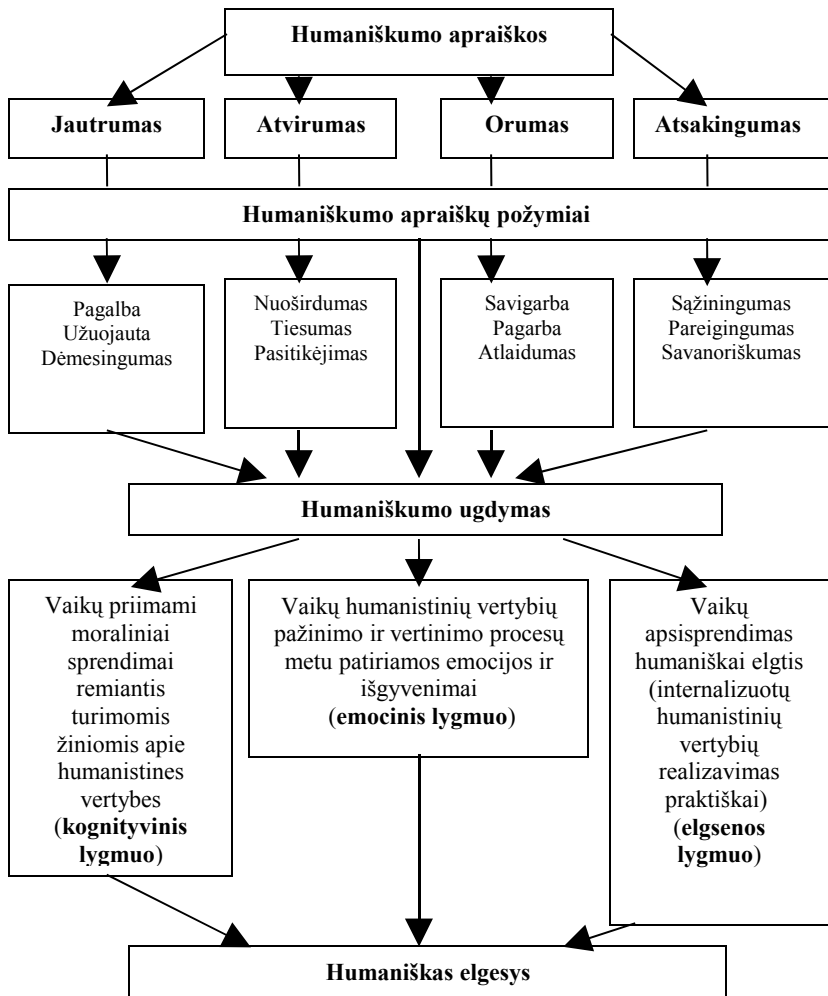 Humaniškumo apraiškos
Jautrumas
Atvirumas
Orumas
Atsakingumas
Humaniškumo apraiškų požymiai
Pagalba
Užuojauta
Dėmesingumas
Nuoširdumas
Tiesumas
Pasitikėjimas
Savigarba
Pagarba
Atlaidumas
Sąžiningumas
Pareigingumas
Savanoriškumas
Humaniškumo ugdymas
Vaikų priimami
moraliniai
sprendimai
remiantis
turimomis
žiniomis apie
humanistines
vertybes
(kognityvinis
lygmuo)
Vaikų humanistinių vertybių
pažinimo ir vertinimo procesų
metu patiriamos emocijos ir
išgyvenimai
(emocinis lygmuo)
Vaikų
apsisprendimas
humaniškai elgtis
(internalizuotų
humanistinių
vertybių
realizavimas
praktiškai)
(elgsenos
lygmuo)
Humaniškas elgesys